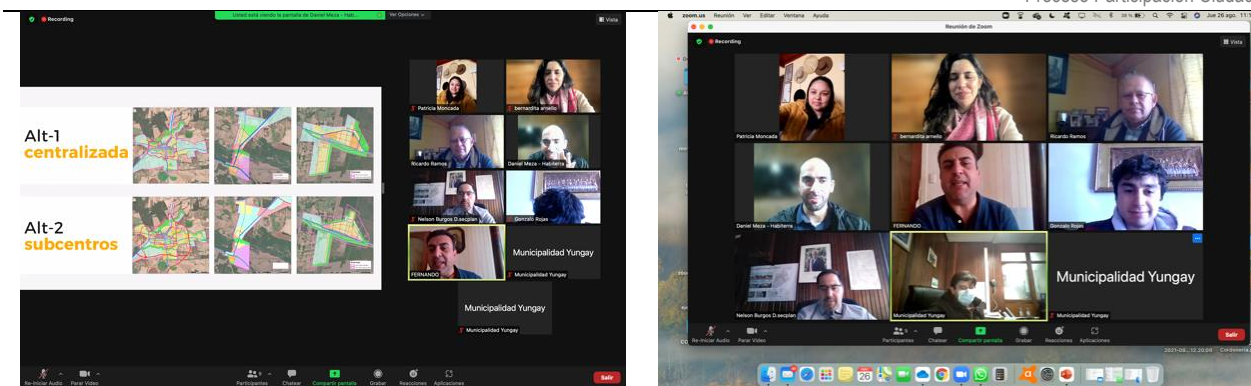 Proceso Participación Ciudad
Recording
Usted está viendo la pantalla de Daniel Meza - Hab...
Ver Opciones
Vista
Alt-1
centralizada
Alt-2
subcentros
Patricia Moncada
bernardita arnello
Ricardo Ramos
Daniel Meza - Habiterra
Nelson Burgos D.secplan
Gonzalo Rojas
FERNANDO
Municipalidad Yungay
Municipalidad Yungay
Municipalidad Yungay
Municipalidad Yungay
Re-Iniciar Audio
Parar Video
Participantes
Chatear
Compartir pantalla
Grabar
Reacciones
Aplicaciones
Salir
zoom.us Reunión Ver Editar Ventana Ayuda
38 %
Jue 26 ago. 11:
Reunión de Zoom
Recording
Vista
Patricia Moncada
bernardita arnello
Ricardo Ramos
Daniel Meza - Habiterra
FERNANDO
Gonzalo Rojas
Nelson Burgos D.secplan
Municipalidad Yungay
Municipalidad Yungay
Municipalidad Yungay
Re-Iniciar Audio
Parar Video
Participantes
Chatear
Compartir pantalla
Grabar
Reacciones
Aplicaciones
Salir
26